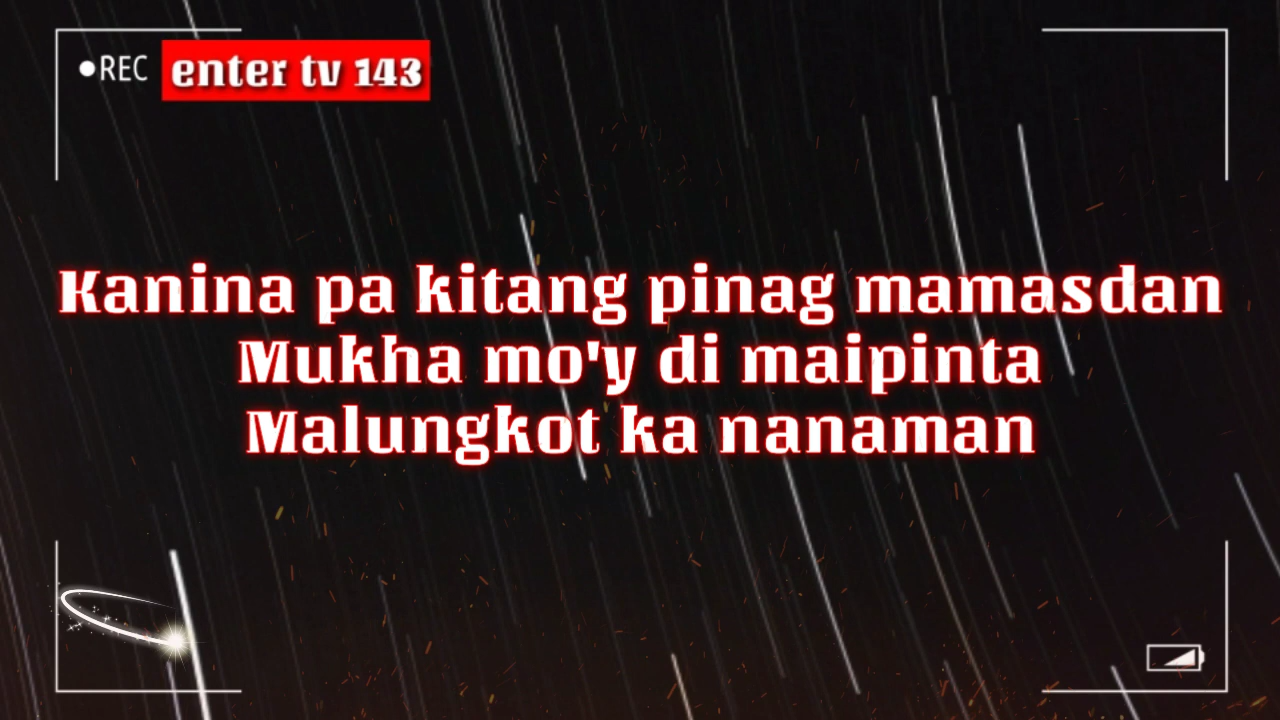 ●REC enter tv 143
Kanina pa kitang pinag mamasdan
Mukha mo'y di maipinta
Malungkot ka nanaman